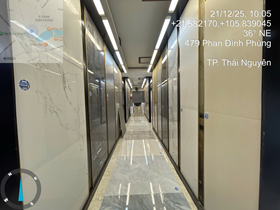 21/12/25, 10:05
+21,582170,+105,839045
36° NE
479 Phan Đình Phùng
TP. Thái Nguyên